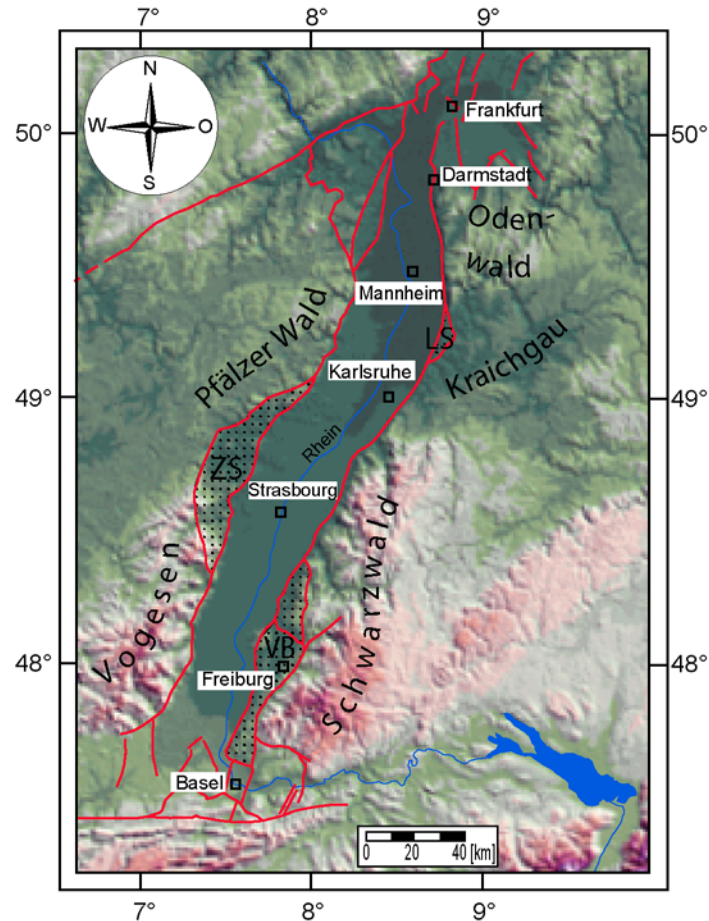 7°
8°
9°
N
W
O
S
Frankfurt
50°
50°
Darmstadt
Oden-
wald
Mannheim
Pfälzer Wald
LS
Kraichgau
Karlsruhe
49°
49°
Rhein
ZS
Strasbourg
Vogesen
Schwarzwald
VB
48°
48°
Freiburg
Basel
0 20 40 [km]
7°
8°
9°